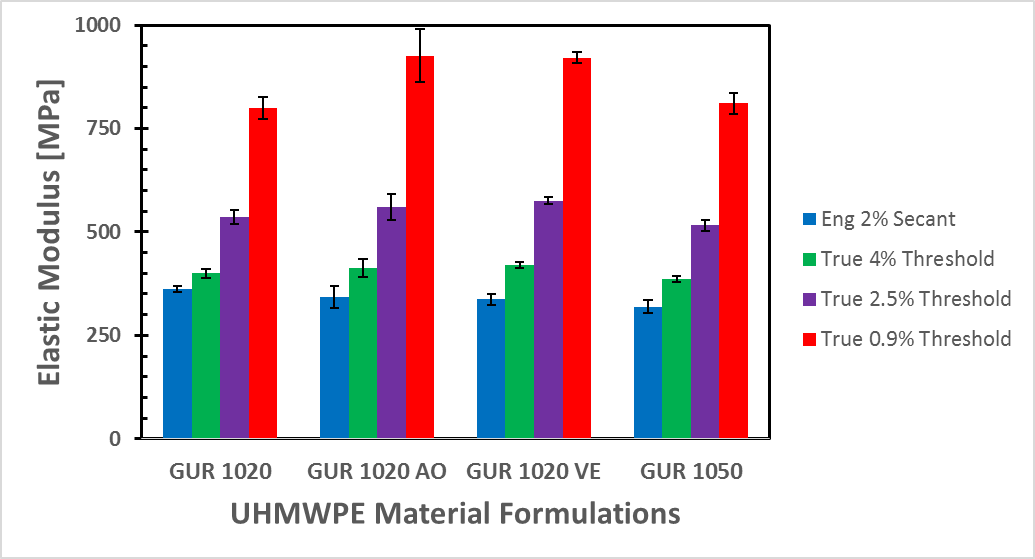 1000
750
500
250
0
Elastic Modulus [MPa]
GUR 1020
GUR 1020 AO
GUR 1020 VE
GUR 1050
UHMWPE Material Formulations
Eng 2% Secant
True 4% Threshold
True 2.5% Threshold
True 0.9% Threshold